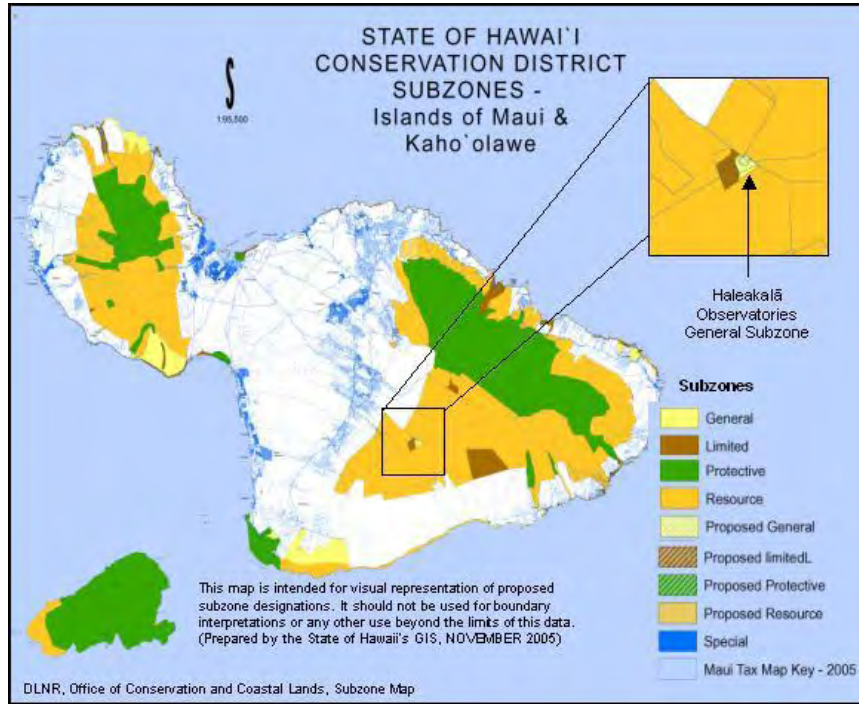 STATE OF HAWAI`I
CONSERVATION DISTRICT
SUBZONES -
Islands of Maui &
Kaho`olawe
1:95,500
Haleakalā
Observatories
General Subzone
Subzones
General
Limited
Protective
Resource
Proposed General
Proposed limitedL
Proposed Protective
Proposed Resource
Special
Maui Tax Map Key - 2005
This map is intended for visual representation of proposed
subzone designations. It should not be used for boundary
interpretations or any other use beyond the limits of this data.
(Prepared by the State of Hawaii's GIS, NOVEMBER 2005)
DLNR, Office of Conservation and Coastal Lands, Subzone Map